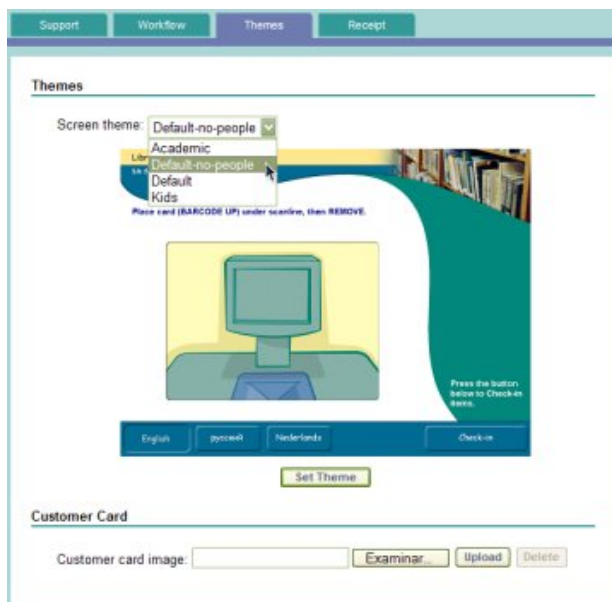 Support Workflow Themes Receipt
Themes
Screen theme: Default-no-people
Academic
Default-no-people
Default
Kids
Place card (BARCODE UP) under scanline, then REMOVE.
Press the button
below to Check-in
items.
English русский Nederlands Check-in
Set Theme
Customer Card
Customer card image: Examinar... Upload Delete